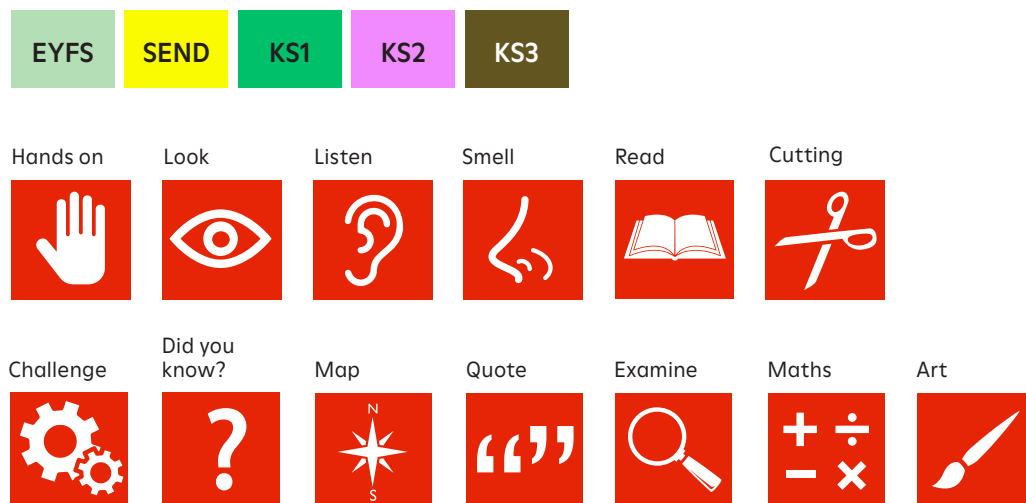 EYFS SEND KS1 KS2 KS3
Hands on Look Listen Smell Read Cutting
Did you
Challenge know? Map Quote Examine Maths Art
N
S